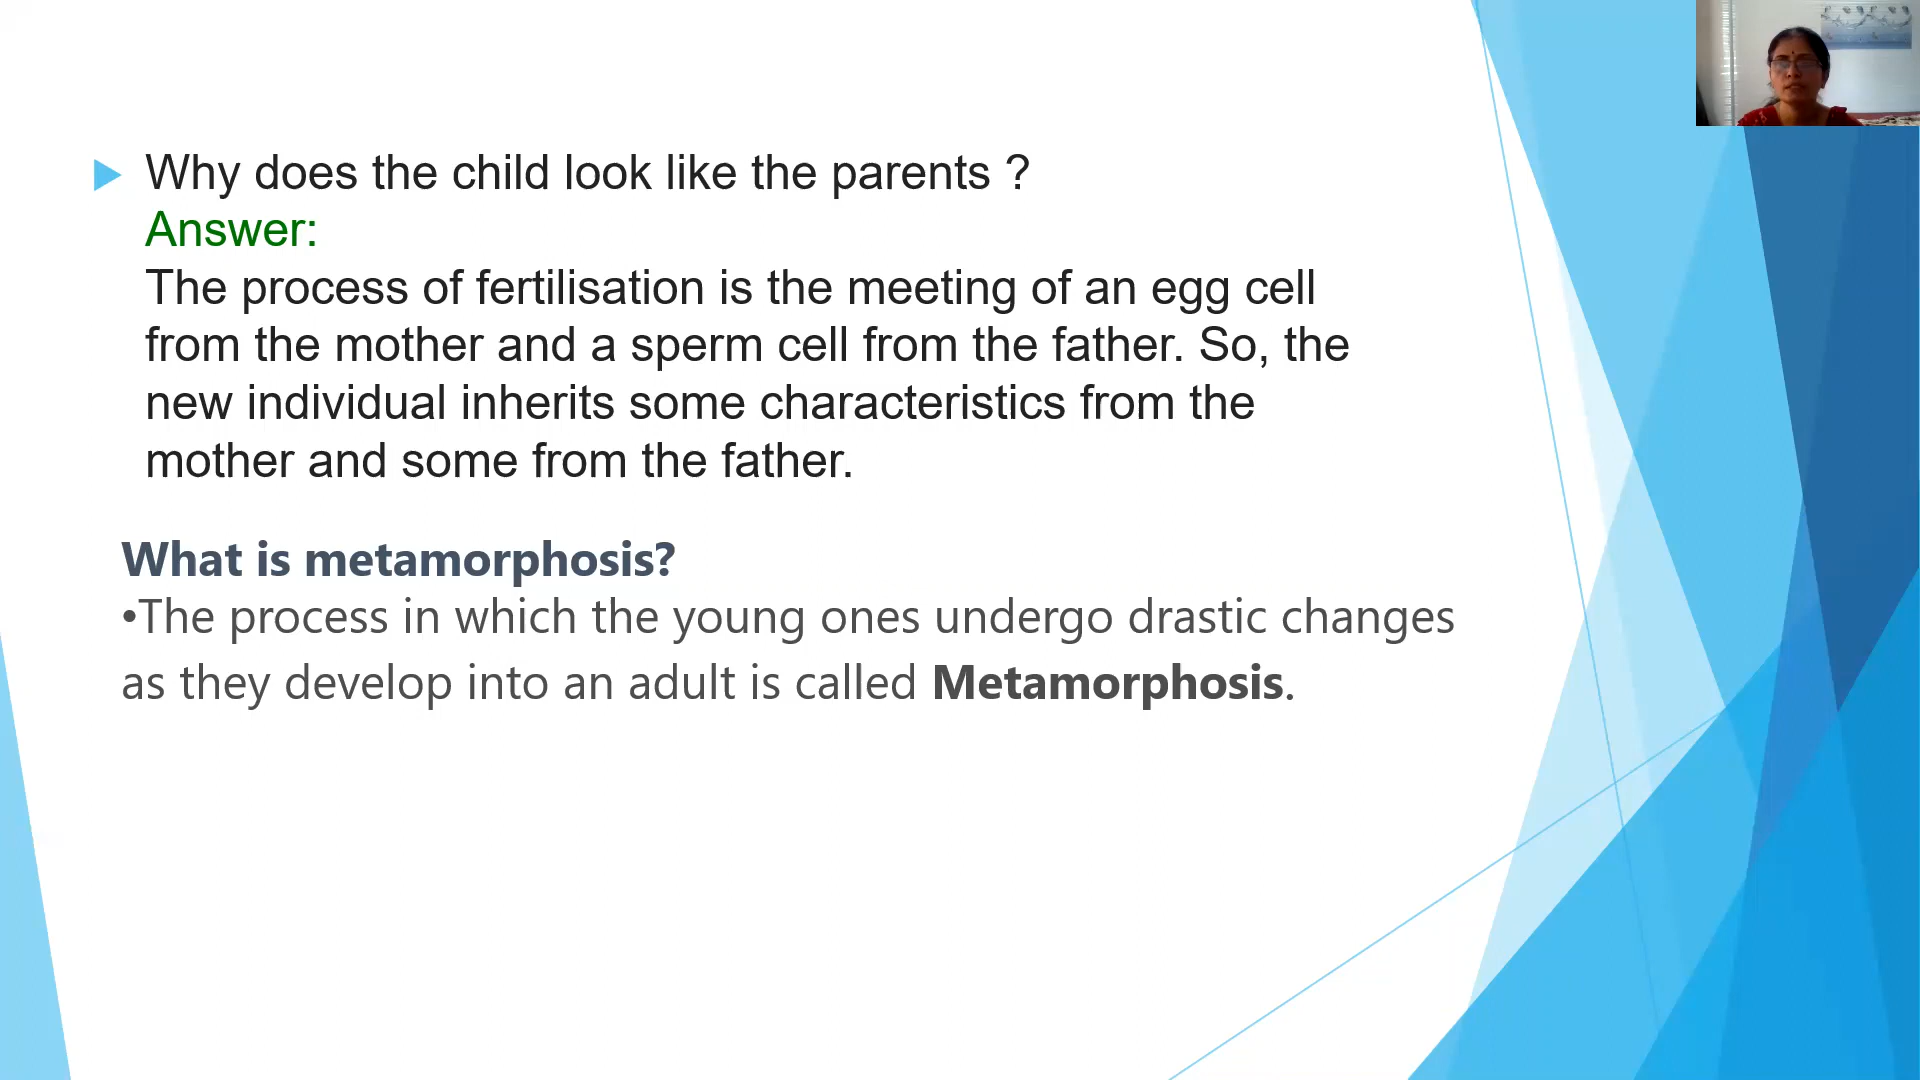 Why does the child look like the parents ?
Answer:
The process of fertilisation is the meeting of an egg cell
from the mother and a sperm cell from the father. So, the
new individual inherits some characteristics from the
mother and some from the father.
What is metamorphosis?
•The process in which the young ones undergo drastic changes
as they develop into an adult is called Metamorphosis.